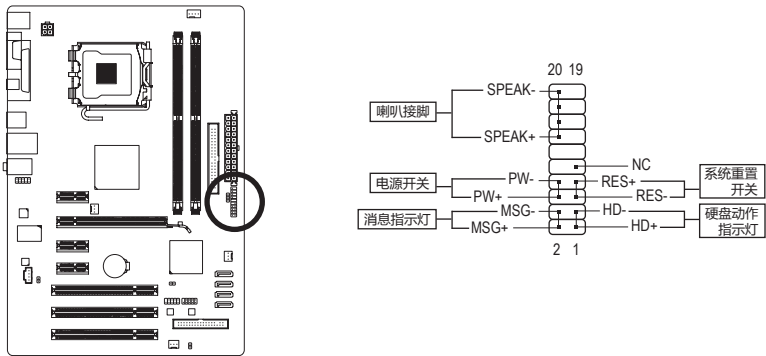 20 19
SPEAK-
喇叭接脚
SPEAK+
NC
PW-
RES+
系统重置
开关
电源开关
PW+
RES-
MSG-
HD-
消息指示灯
硬盘动作
指示灯
MSG+
HD+
2 1